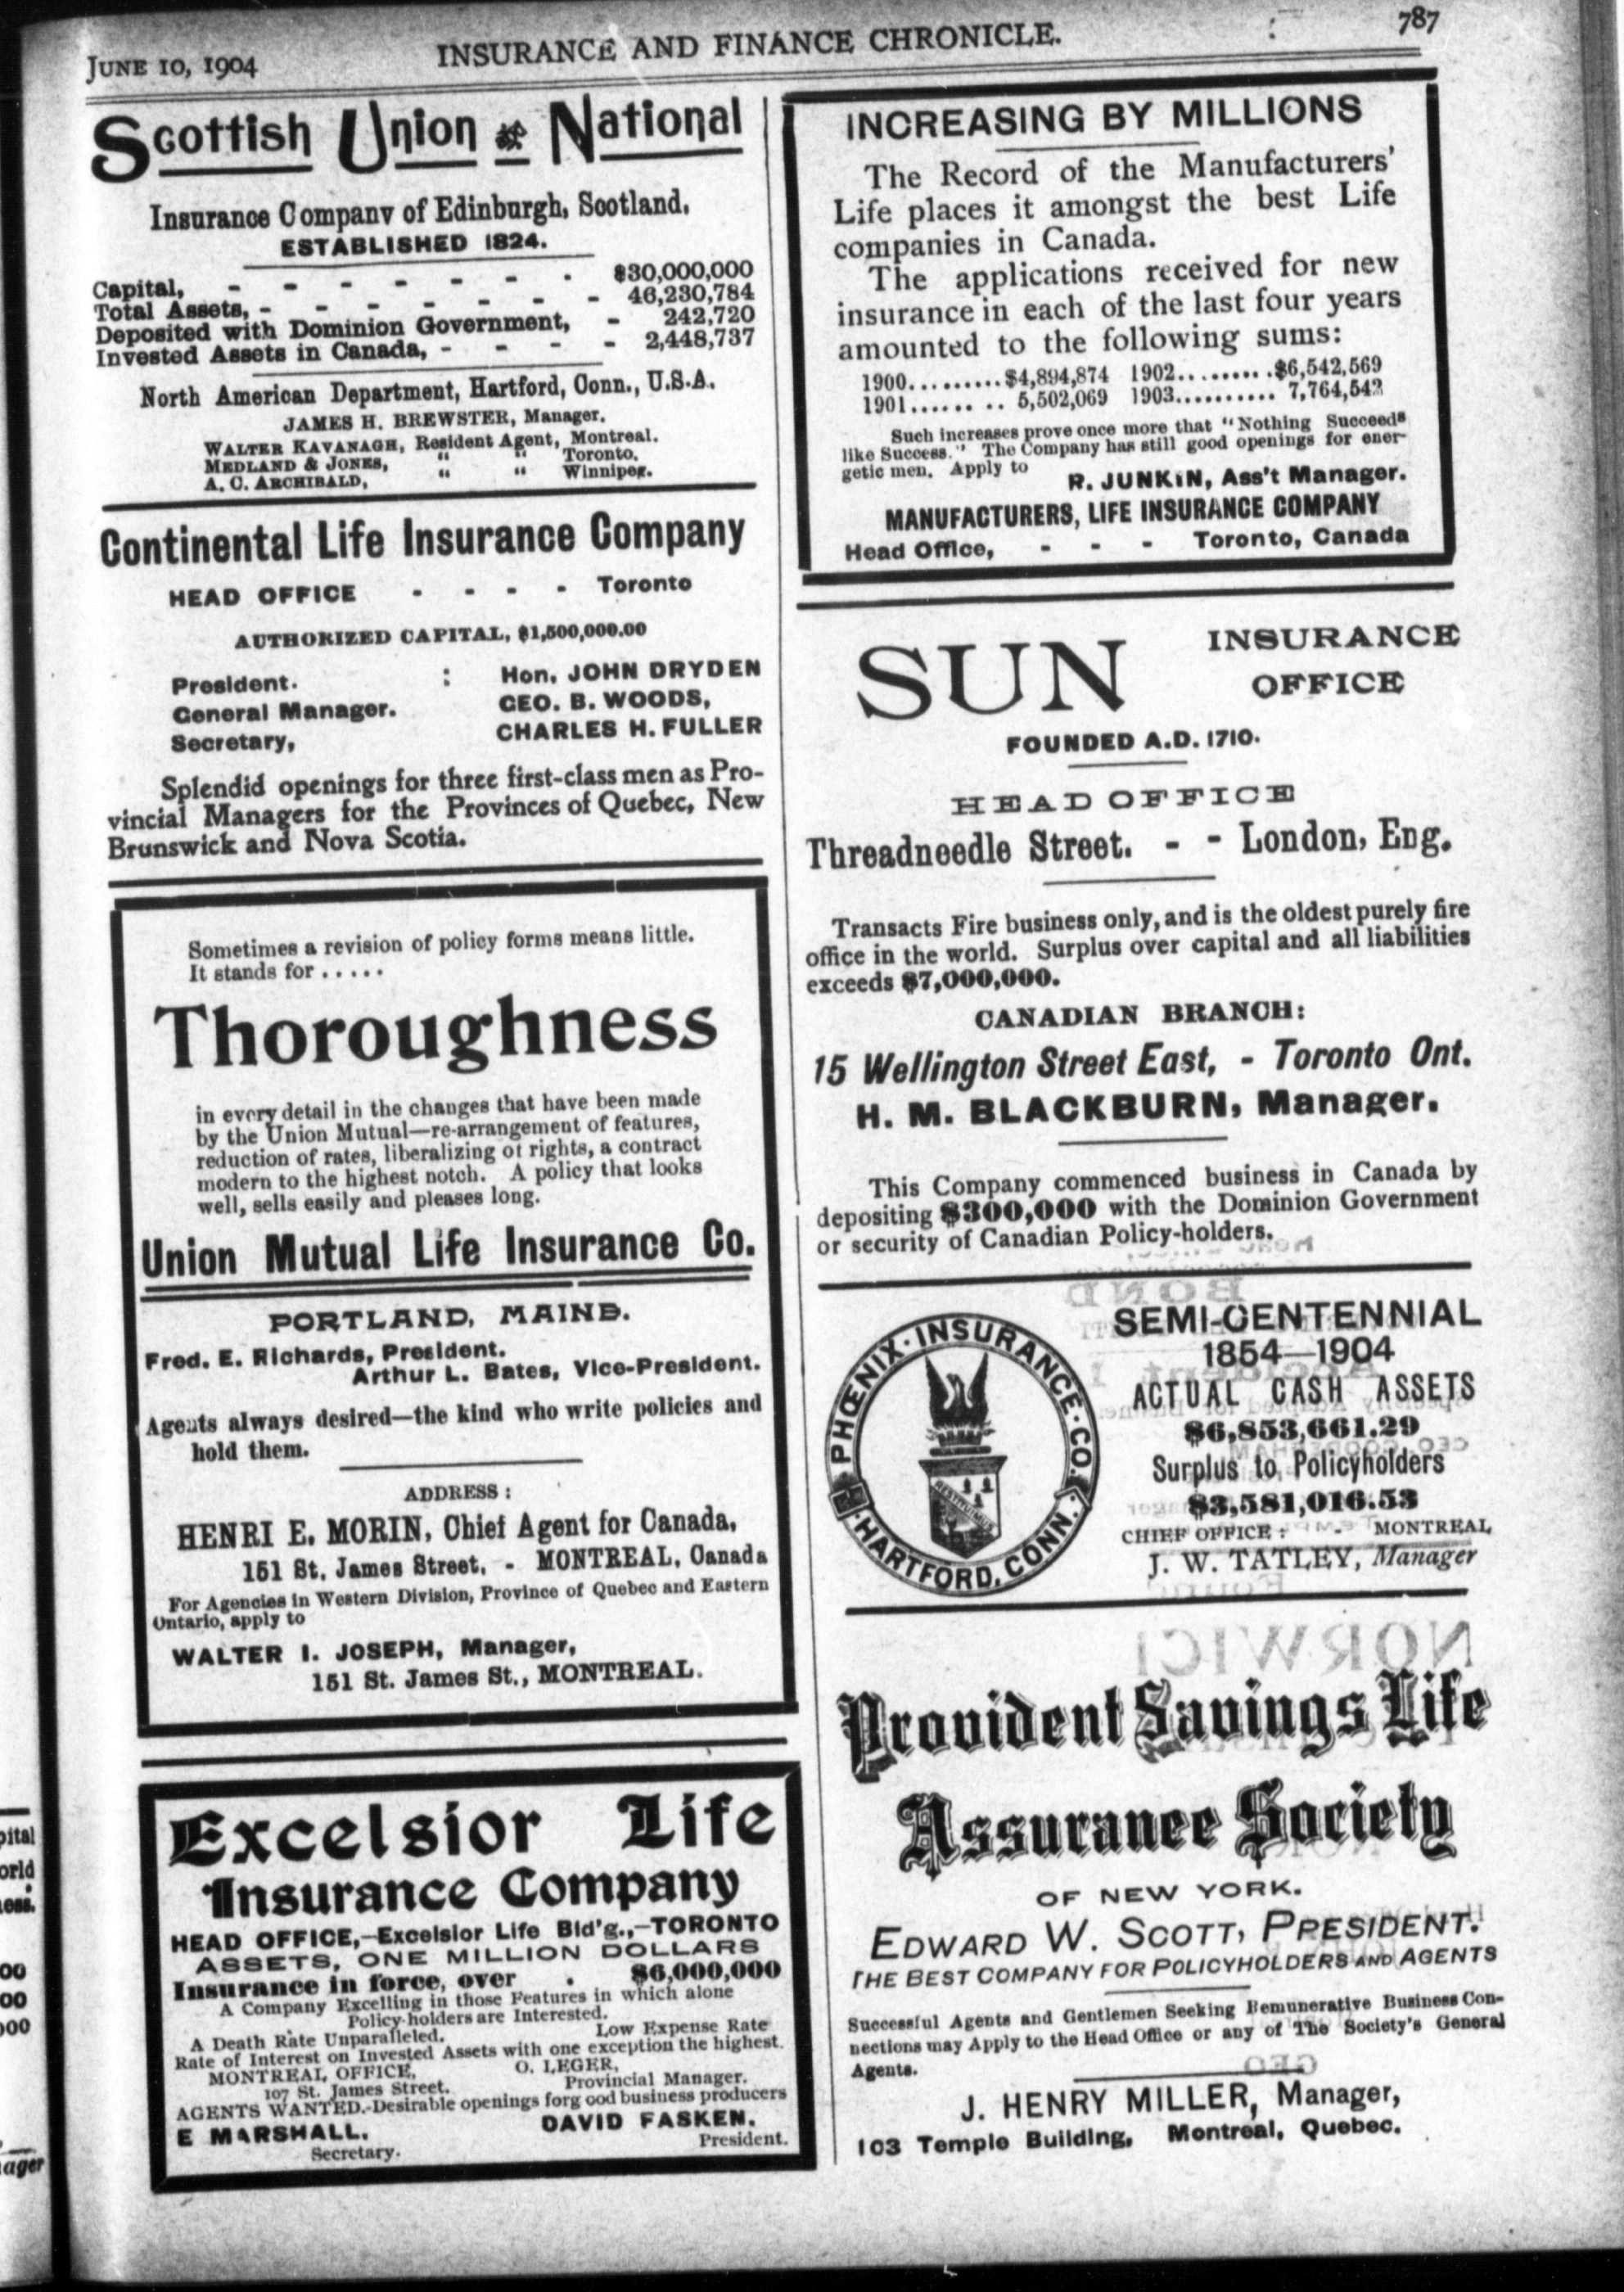 JUNE 10, 1904
INSURANCE AND FINANCE CHRONICLE.
787
Scottish Union & National
Insurance Company of Edinburgh, Scotland,
ESTABLISHED 1824.
Capital, - - - - - - - $30,000,000
Total Assets, - - - - - - - 46,230,784
Deposited with Dominion Government, - 242,720
Invested Assets in Canada, - - - - 2,448,737
North American Department, Hartford, Conn., U.S.A.
JAMES H. BREWSTER, Manager.
WALTER KAVANAGH, Resident Agent, Montreal.
MEDLAND & JONES, " " Toronto.
A. C. ARCHIBALD, " " Winnipeg.
Continental Life Insurance Company
HEAD OFFICE - - - - Toronto
AUTHORIZED CAPITAL, $1,500,000.00
President. : Hon. JOHN DRYDEN
General Manager. GEO. B. WOODS,
Secretary, CHARLES H. FULLER
Splendid openings for three first-class men as Pro-
vincial Managers for the Provinces of Quebec, New
Brunswick and Nova Scotia.
Sometimes a revision of policy forms means little.
It stands for . . . . .
Thoroughness
in every detail in the changes that have been made
by the Union Mutual—re-arrangement of features,
reduction of rates, liberalizing of rights, a contract
modern to the highest notch. A policy that looks
well, sells easily and pleases long.
Union Mutual Life Insurance Co.
PORTLAND, MAINE.
Fred. E. Richards, President.
Arthur L. Bates, Vice-President.
Agents always desired—the kind who write policies and
hold them.
ADDRESS :
HENRI E. MORIN, Chief Agent for Canada,
151 St. James Street, - MONTREAL, Canada
For Agencies in Western Division, Province of Quebec and Eastern
Ontario, apply to
WALTER I. JOSEPH, Manager,
151 St. James St., MONTREAL.
Excelsior Life
Insurance Company
HEAD OFFICE,—Excelsior Life Bld'g.,—TORONTO
ASSETS, ONE MILLION DOLLARS
Insurance in force, over . $6,000,000
A Company Excelling in those Features in which alone
Policy-holders are Interested.
A Death Rate Unparalleled. Low Expense Rate
Rate of Interest on Invested Assets with one exception the highest.
MONTREAL OFFICE, O. LEGER,
107 St. James Street. Provincial Manager.
AGENTS WANTED.-Desirable openings forg ood business producers
E MARSHALL. DAVID FASKEN.
Secretary. President.
INCREASING BY MILLIONS
The Record of the Manufacturers'
Life places it amongst the best Life
companies in Canada.
The applications received for new
insurance in each of the last four years
amounted to the following sums:
1900.........$4,894,874 1902.........$6,542,569
1901........ 5,502,069 1903.......... 7,764,542
Such increases prove once more that "Nothing Succeeds
like Success." The Company has still good openings for ener-
getic men. Apply to
R. JUNKIN, Ass't Manager.
MANUFACTURERS, LIFE INSURANCE COMPANY
Head Office, - - - Toronto, Canada
SUN INSURANCE
OFFICE
FOUNDED A.D. 1710.
HEAD OFFICE
Threadneedle Street. - - London, Eng.
Transacts Fire business only, and is the oldest purely fire
office in the world. Surplus over capital and all liabilities
exceeds $7,000,000.
CANADIAN BRANCH:
15 Wellington Street East, - Toronto Ont.
H. M. BLACKBURN, Manager.
This Company commenced business in Canada by
depositing $300,000 with the Dominion Government
or security of Canadian Policy-holders.
PHŒNIX · INSURANCE · CO.
HARTFORD, CONN.
SEMI-CENTENNIAL
1854—1904
ACTUAL CASH ASSETS
$6,853,661.29
Surplus to Policyholders
$3,581,016.53
CHIEF OFFICE : - MONTREAL
J. W. TATLEY, Manager
Provident Savings Life
Assurance Society
OF NEW YORK.
EDWARD W. SCOTT, PRESIDENT.
THE BEST COMPANY FOR POLICYHOLDERS AND AGENTS
Successful Agents and Gentlemen Seeking Remunerative Business Con-
nections may Apply to the Head Office or any of The Society's General
Agents.
J. HENRY MILLER, Manager,
103 Temple Building, Montreal, Quebec.